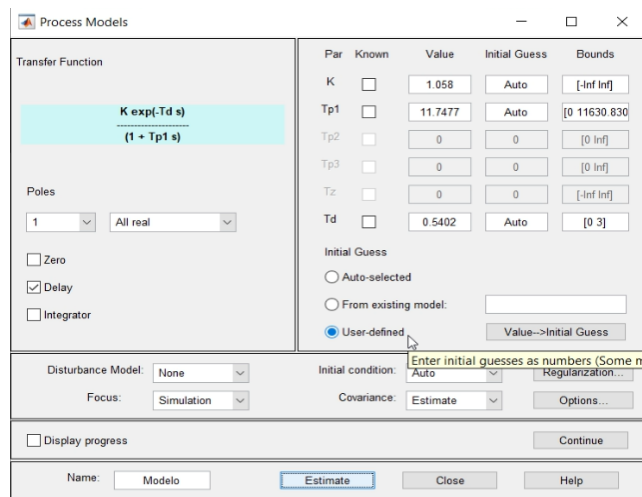 Process Models
Transfer Function
K exp(-Td s)
---------------------
(1 + Tp1 s)
Poles
1 All real
Zero
Delay
Integrator
Par Known Value Initial Guess Bounds
K 1.058 Auto [-Inf Inf]
Tp1 11.7477 Auto [0 11630.830
Tp2 0 0 [0 Inf]
Tp3 0 0 [0 Inf]
Tz 0 0 [-Inf Inf]
Td 0.5402 Auto [0 3]
Initial Guess
Auto-selected
From existing model:
User-defined Value-->Initial Guess
Enter initial guesses as numbers (Some m
Disturbance Model: None Initial condition: Auto Regularization...
Focus: Simulation Covariance: Estimate Options...
Display progress Continue
Name: Modelo Estimate Close Help